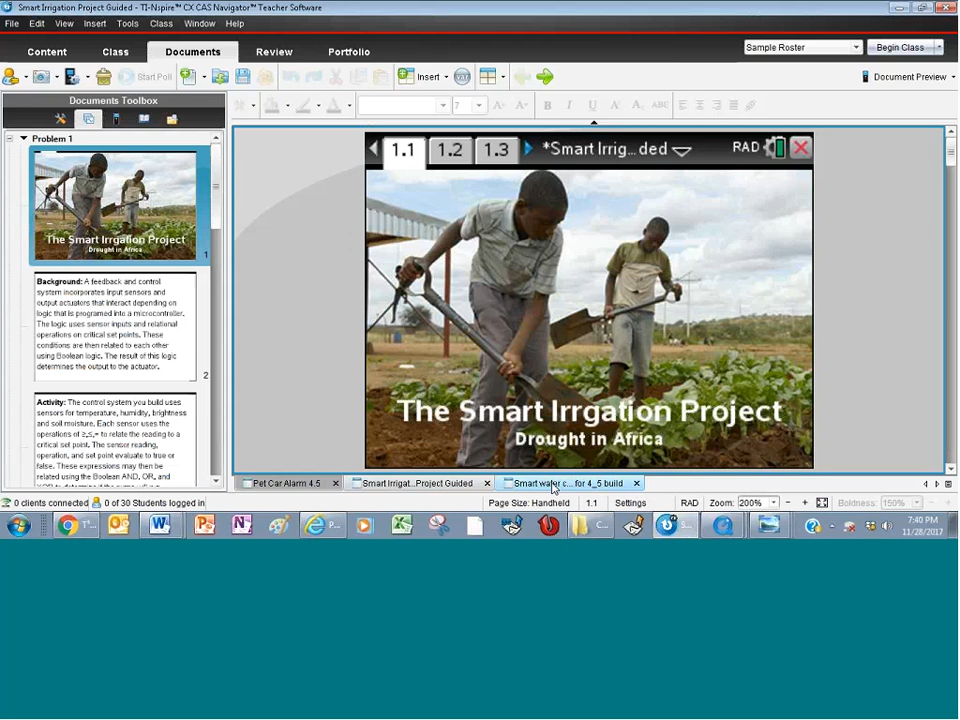 Smart Irrigation Project Guided - TI-Nspire™ CX CAS Navigator™ Teacher Software
File Edit View Insert Tools Class Window Help
Content Class Documents Review Portfolio
Sample Roster
Begin Class
Start Poll
Insert
Document Preview
Documents Toolbox
7
B I U ABC
Problem 1
The Smart Irrgation Project
Drought in Africa
1
Background: A feedback and control
system incorporates input sensors and
output actuators that interact depending on
logic that is programed into a microcontroller.
The logic uses sensor inputs and relational
operations on critical set points. These
conditions are then related to each other
using Boolean logic. The result of this logic
determines the output to the actuator.
2
Activity: The control system you build uses
sensors for temperature, humidity, brightness
and soil moisture. Each sensor uses the
operations of ≥,≤,= to relate the reading to a
critical set point. The sensor reading,
operation, and set point evaluate to true or
false. These expressions may then be
related using the Boolean AND, OR, and
1.1 1.2 1.3 *Smart Irrig...ded RAD
The Smart Irrgation Project
Drought in Africa
Pet Car Alarm 4.5
Smart Irrigat...Project Guided
Smart water c... for 4_5 build
0 clients connected
0 of 30 Students logged in
Page Size: Handheld 1.1 Settings RAD Zoom: 200% Boldness: 150%
7:40 PM
11/28/2017